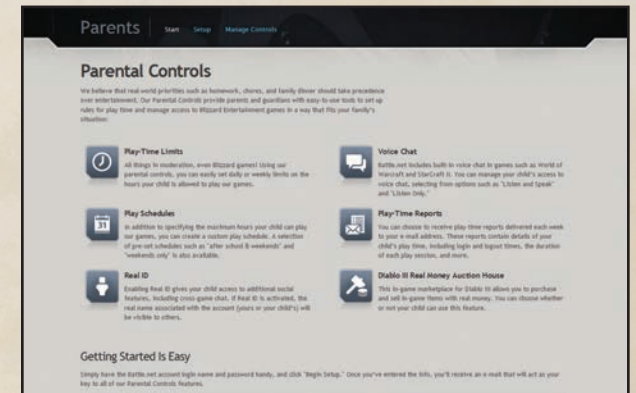 Parents Start Setup Manage Controls
Parental Controls
We believe that real-world priorities such as homework, chores, and family dinner should take precedence
over entertainment. Our Parental Controls provide parents and guardians with easy-to-use tools to set up
rules for play time and manage access to Blizzard Entertainment games in a way that fits your family's
situation:
Play-Time Limits
All things in moderation, even Blizzard games! Using our
parental controls, you can easily set daily or weekly limits on the
hours your child is allowed to play our games.
Voice Chat
Battle.net includes built-in voice chat in games such as World of
Warcraft and StarCraft II. You can manage your child's access to
voice chat, selecting from options such as "Listen and Speak"
and "Listen Only."
31
Play Schedules
In addition to specifying the maximum hours your child can play
our games, you can create a custom play schedule. A selection
of pre-set schedules such as "after school & weekends" and
"weekends only" is also available.
Play-Time Reports
You can choose to receive play-time reports delivered each week
to your e-mail address. These reports contain details of your
child's play time, including login and logout times, the duration
of each play session, and more.
Real ID
Enabling Real ID gives your child access to additional social
features, including cross-game chat. If Real ID is activated, the
real name associated with the account (yours or your child's) will
be visible to others.
Diablo III Real Money Auction House
This in-game marketplace for Diablo III allows you to purchase
and sell in-game items with real money. You can choose whether
or not your child can use this feature.
Getting Started Is Easy
Simply have the Battle.net account login name and password handy, and click "Begin Setup." Once you've entered the info, you'll receive an e-mail that will act as your
key to all of our Parental Controls features.